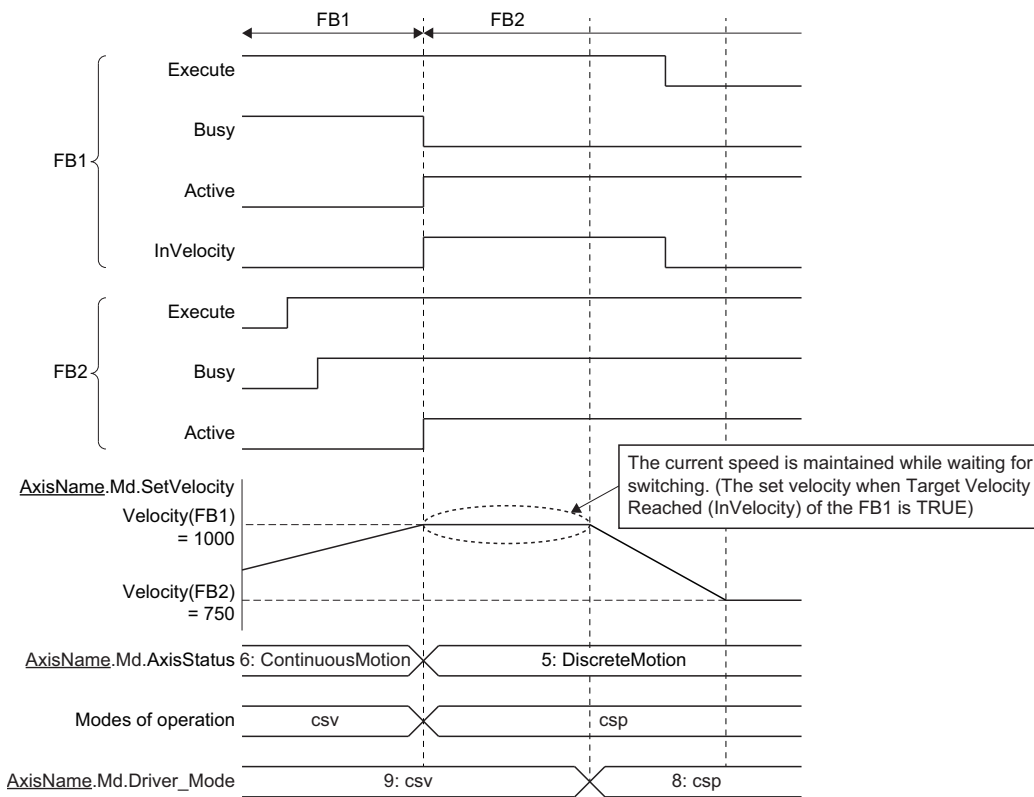 FB1
FB2
Execute
Busy
FB1
Active
InVelocity
Execute
Busy
FB2
Active
The current speed is maintained while waiting for
switching. (The set velocity when Target Velocity
Reached (InVelocity) of the FB1 is TRUE)
AxisName.Md.SetVelocity
Velocity(FB1)
= 1000
Velocity(FB2)
= 750
AxisName.Md.AxisStatus
6: ContinuousMotion
5: DiscreteMotion
Modes of operation
csv
csp
AxisName.Md.Driver_Mode
9: csv
8: csp